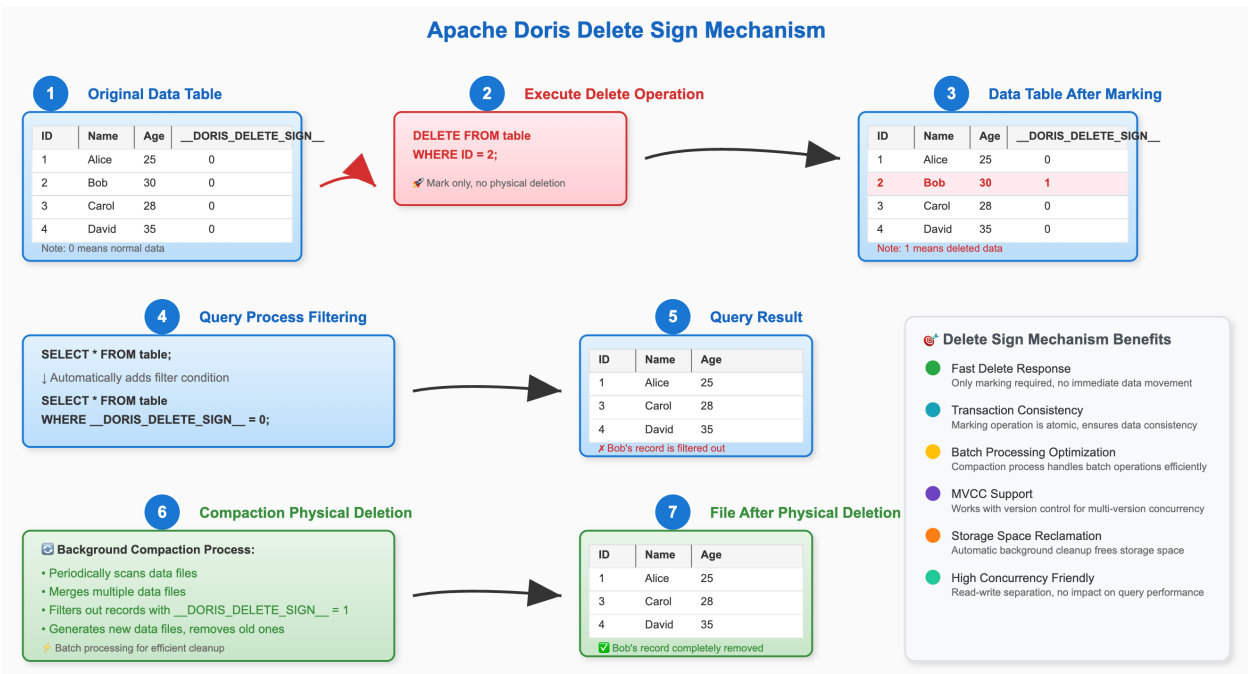 Apache Doris Delete Sign Mechanism
1 Original Data Table
ID Name Age __DORIS_DELETE_SIGN__
1 Alice 25 0
2 Bob 30 0
3 Carol 28 0
4 David 35 0
Note: 0 means normal data
2 Execute Delete Operation
DELETE FROM table
WHERE ID = 2;
🚀 Mark only, no physical deletion
3 Data Table After Marking
ID Name Age __DORIS_DELETE_SIGN__
1 Alice 25 0
2 Bob 30 1
3 Carol 28 0
4 David 35 0
Note: 1 means deleted data
4 Query Process Filtering
SELECT * FROM table;
↓ Automatically adds filter condition
SELECT * FROM table
WHERE __DORIS_DELETE_SIGN__ = 0;
5 Query Result
ID Name Age
1 Alice 25
3 Carol 28
4 David 35
✗ Bob's record is filtered out
6 Compaction Physical Deletion
🔄 Background Compaction Process:
• Periodically scans data files
• Merges multiple data files
• Filters out records with __DORIS_DELETE_SIGN__ = 1
• Generates new data files, removes old ones
⚡ Batch processing for efficient cleanup
7 File After Physical Deletion
ID Name Age
1 Alice 25
3 Carol 28
4 David 35
✅ Bob's record completely removed
🎯 Delete Sign Mechanism Benefits
Fast Delete Response
Only marking required, no immediate data movement
Transaction Consistency
Marking operation is atomic, ensures data consistency
Batch Processing Optimization
Compaction process handles batch operations efficiently
MVCC Support
Works with version control for multi-version concurrency
Storage Space Reclamation
Automatic background cleanup frees storage space
High Concurrency Friendly
Read-write separation, no impact on query performance